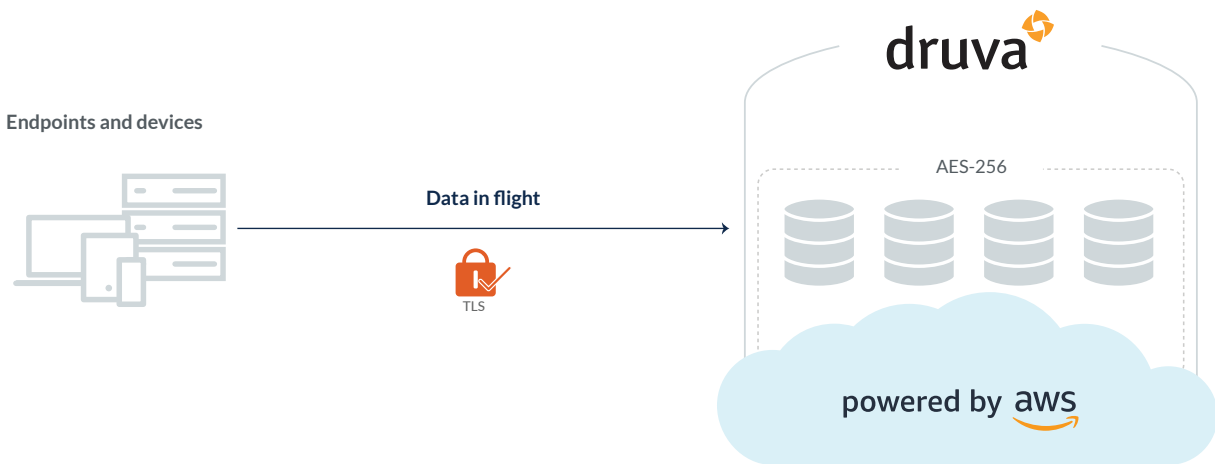 druva
Endpoints and devices
AES-256
Data in flight
TLS
powered by aws